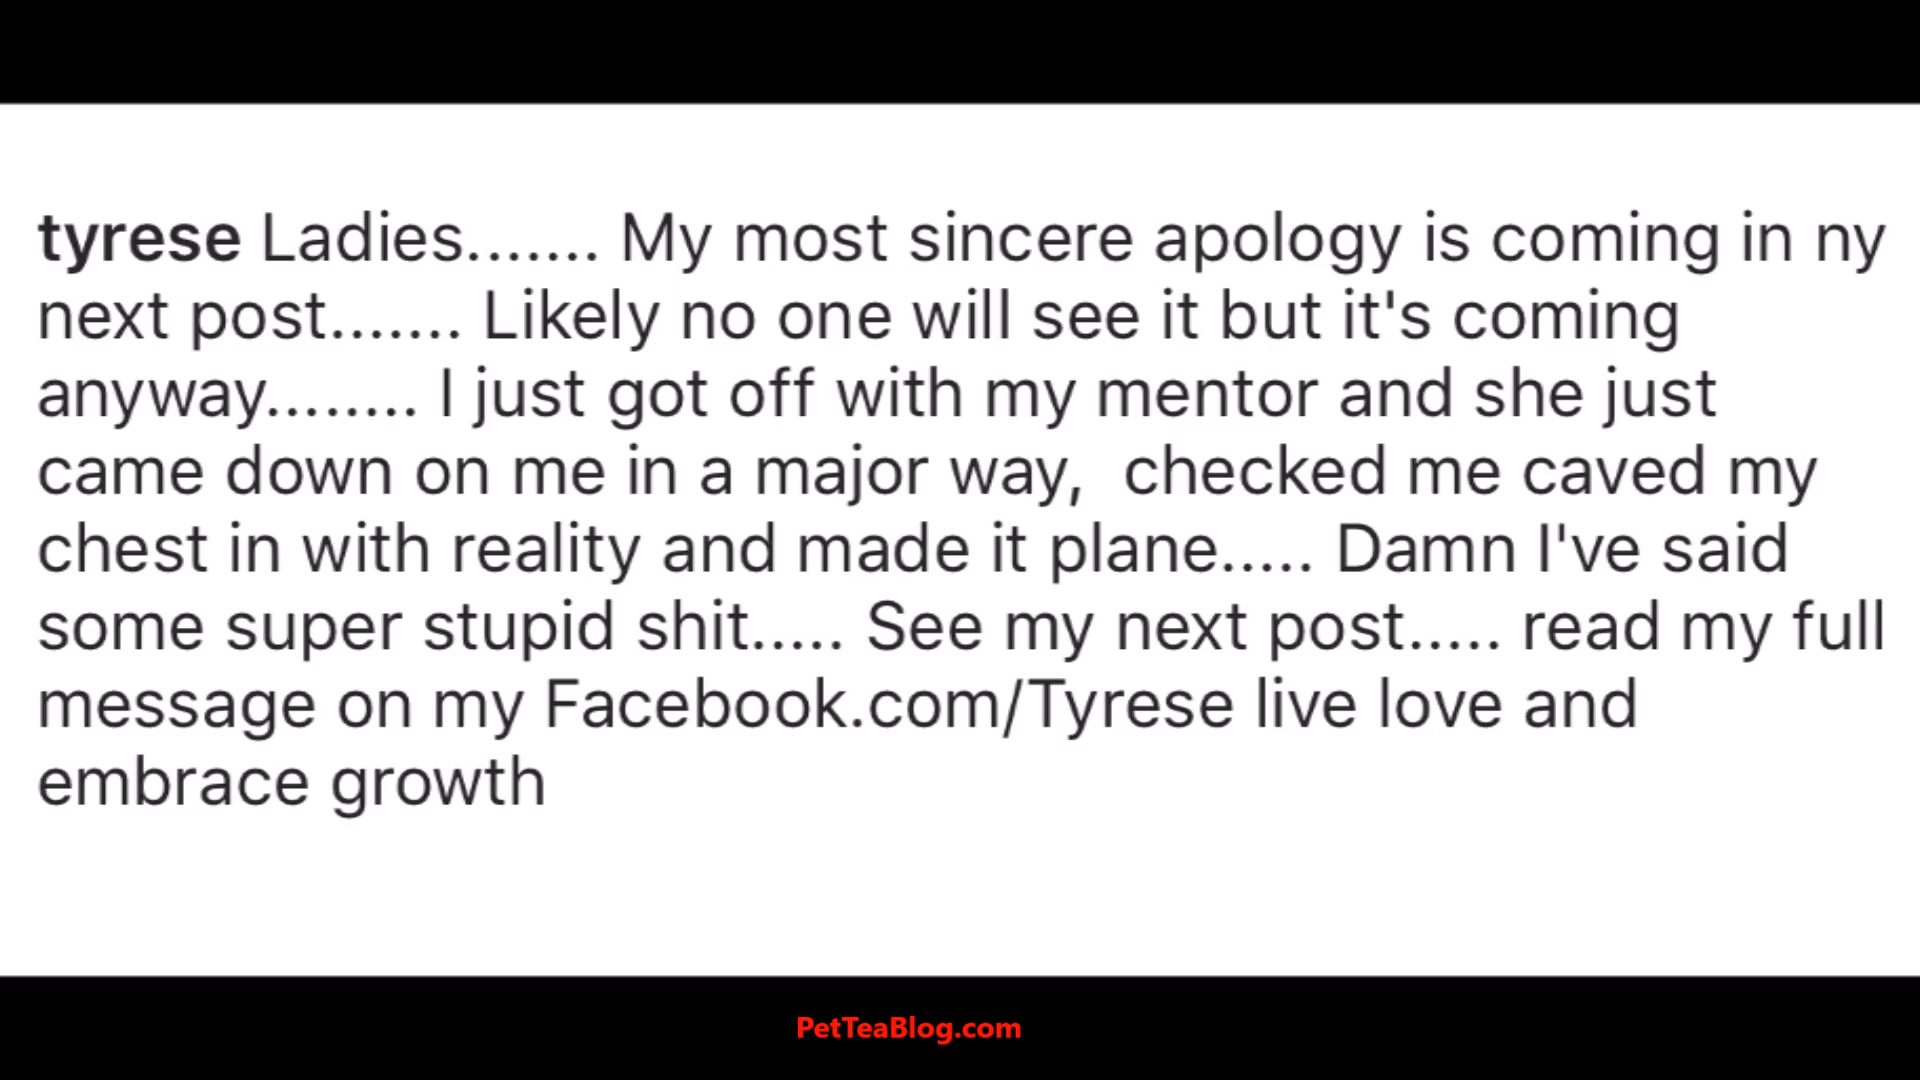 tyrese Ladies....... My most sincere apology is coming in ny
next post....... Likely no one will see it but it's coming
anyway........ I just got off with my mentor and she just
came down on me in a major way,  checked me caved my
chest in with reality and made it plane..... Damn I've said
some super stupid shit..... See my next post..... read my full
message on my Facebook.com/Tyrese live love and
embrace growth
PetTeaBlog.com